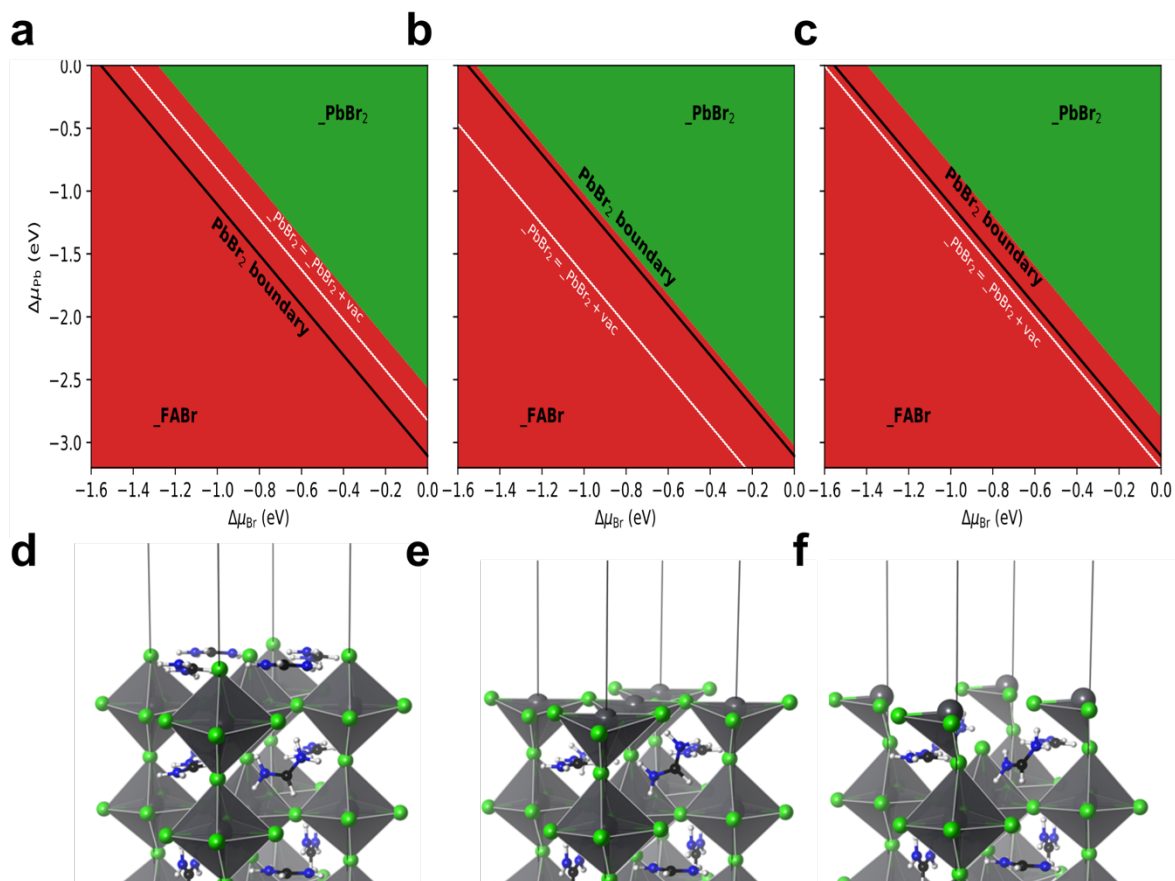 a
b
c
0.0
−0.5
−1.0
−1.5
−2.0
−2.5
−3.0
Δμ_Pb (eV)
_PbBr₂
PbBr₂ boundary
_PbBr₂ = _PbBr₂ + vac
_FABr
−1.6 −1.4 −1.2 −1.0 −0.8 −0.6 −0.4 −0.2 0.0
Δμ_Br (eV)
_PbBr₂
PbBr₂ boundary
_PbBr₂ = _PbBr₂ + vac
_FABr
−1.6 −1.4 −1.2 −1.0 −0.8 −0.6 −0.4 −0.2 0.0
Δμ_Br (eV)
_PbBr₂
PbBr₂ boundary
_PbBr₂ = _PbBr₂ + vac
_FABr
−1.6 −1.4 −1.2 −1.0 −0.8 −0.6 −0.4 −0.2 0.0
Δμ_Br (eV)
d
e
f